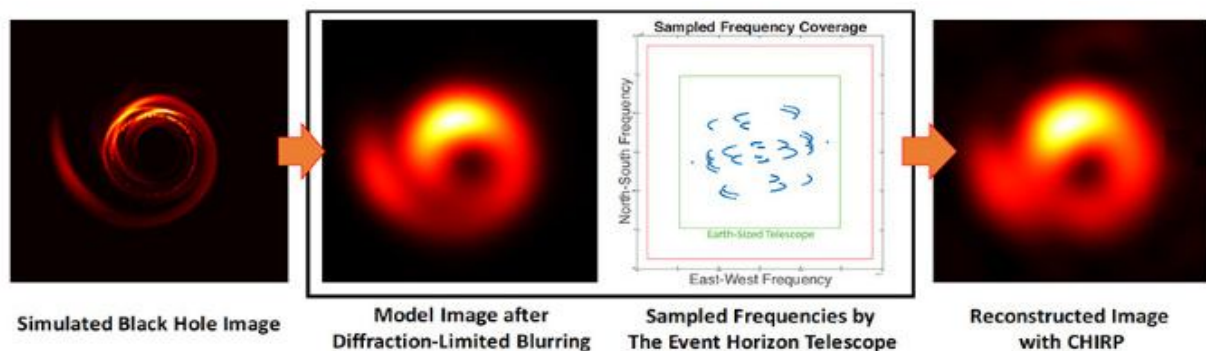 Sampled Frequency Coverage
North-South Frequency
Earth-Sized Telescope
East-West Frequency
Simulated Black Hole Image
Model Image after
Diffraction-Limited Blurring
Sampled Frequencies by
The Event Horizon Telescope
Reconstructed Image
with CHIRP